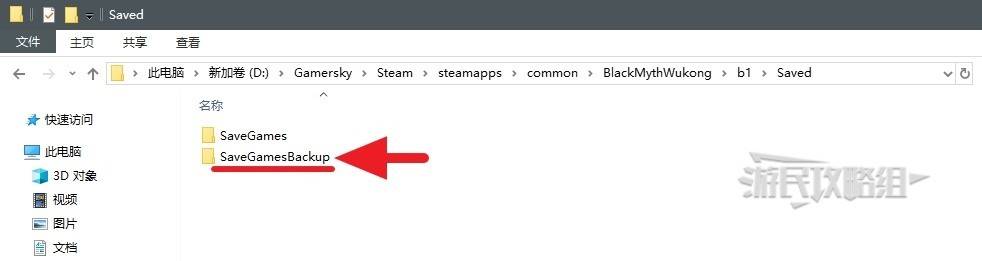 Saved
文件 主页 共享 查看
此电脑 新加卷 (D:) Gamersky Steam steamapps common BlackMythWukong b1 Saved
名称
快速访问
SaveGames
此电脑
SaveGamesBackup
3D 对象
视频
图片
文档
游民攻略组